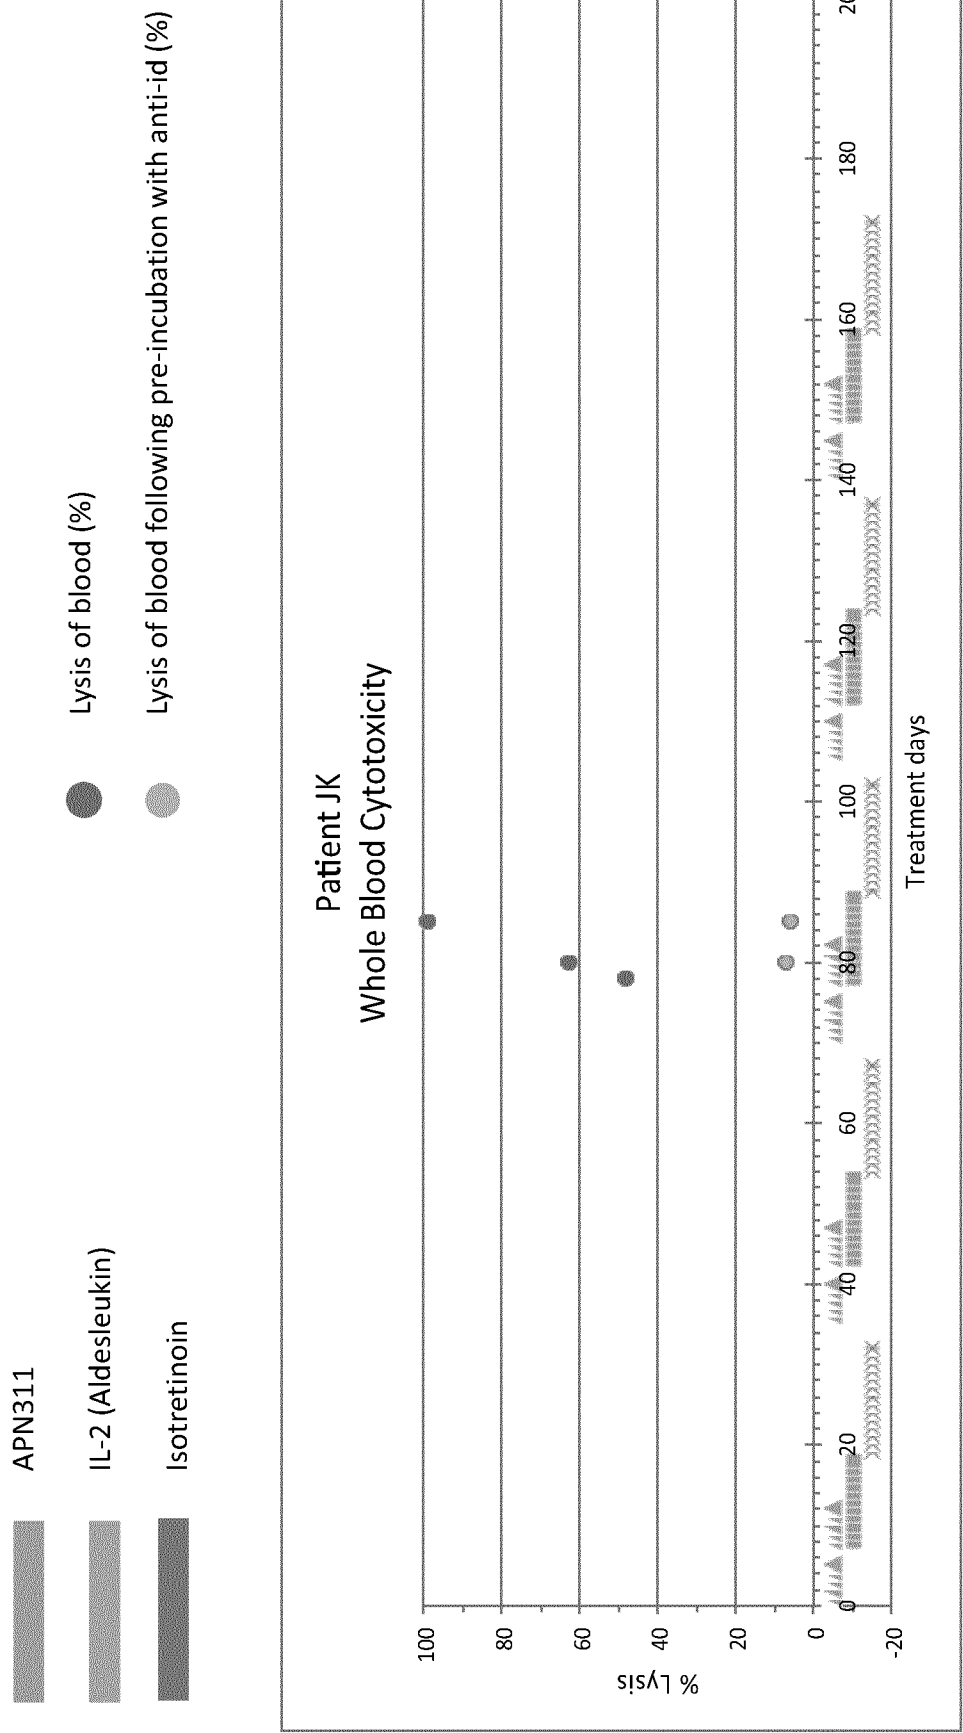 APN311
IL-2 (Aldesleukin)
Isotretinoin
Lysis of blood (%)
Lysis of blood following pre-incubation with anti-id (%)
Patient JK
Whole Blood Cytotoxicity
% Lysis
100
80
60
40
20
0
-20
0
20
40
60
80
100
120
140
160
180
Treatment days